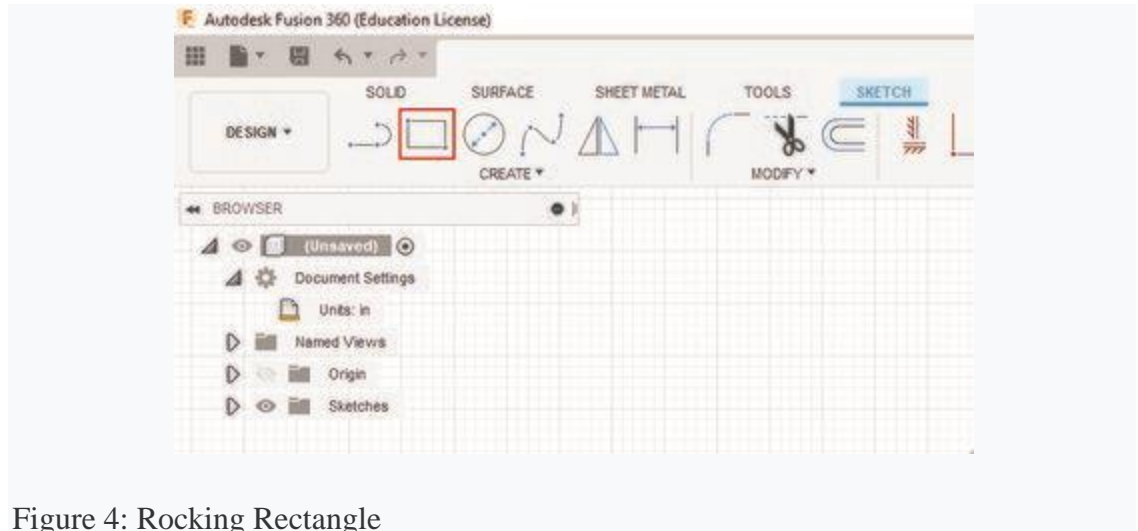 Autodesk Fusion 360 (Education License)
SOLID SURFACE SHEET METAL TOOLS SKETCH
DESIGN
CREATE MODIFY
BROWSER
(Unsaved)
Document Settings
Units: in
Named Views
Origin
Sketches
Figure 4: Rocking Rectangle